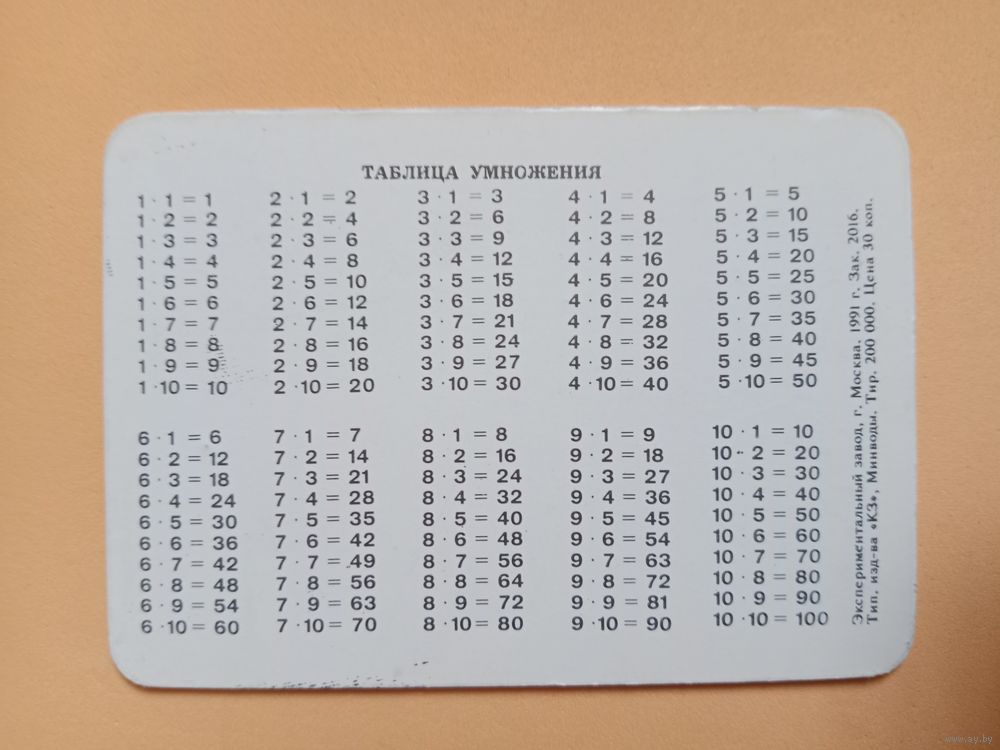 ТАБЛИЦА УМНОЖЕНИЯ
1 · 1 = 1 2 · 1 = 2 3 · 1 = 3 4 · 1 = 4 5 · 1 = 5
1 · 2 = 2 2 · 2 = 4 3 · 2 = 6 4 · 2 = 8 5 · 2 = 10
1 · 3 = 3 2 · 3 = 6 3 · 3 = 9 4 · 3 = 12 5 · 3 = 15
1 · 4 = 4 2 · 4 = 8 3 · 4 = 12 4 · 4 = 16 5 · 4 = 20
1 · 5 = 5 2 · 5 = 10 3 · 5 = 15 4 · 5 = 20 5 · 5 = 25
1 · 6 = 6 2 · 6 = 12 3 · 6 = 18 4 · 6 = 24 5 · 6 = 30
1 · 7 = 7 2 · 7 = 14 3 · 7 = 21 4 · 7 = 28 5 · 7 = 35
1 · 8 = 8 2 · 8 = 16 3 · 8 = 24 4 · 8 = 32 5 · 8 = 40
1 · 9 = 9 2 · 9 = 18 3 · 9 = 27 4 · 9 = 36 5 · 9 = 45
1 · 10 = 10 2 · 10 = 20 3 · 10 = 30 4 · 10 = 40 5 · 10 = 50
6 · 1 = 6 7 · 1 = 7 8 · 1 = 8 9 · 1 = 9 10 · 1 = 10
6 · 2 = 12 7 · 2 = 14 8 · 2 = 16 9 · 2 = 18 10 · 2 = 20
6 · 3 = 18 7 · 3 = 21 8 · 3 = 24 9 · 3 = 27 10 · 3 = 30
6 · 4 = 24 7 · 4 = 28 8 · 4 = 32 9 · 4 = 36 10 · 4 = 40
6 · 5 = 30 7 · 5 = 35 8 · 5 = 40 9 · 5 = 45 10 · 5 = 50
6 · 6 = 36 7 · 6 = 42 8 · 6 = 48 9 · 6 = 54 10 · 6 = 60
6 · 7 = 42 7 · 7 = 49 8 · 7 = 56 9 · 7 = 63 10 · 7 = 70
6 · 8 = 48 7 · 8 = 56 8 · 8 = 64 9 · 8 = 72 10 · 8 = 80
6 · 9 = 54 7 · 9 = 63 8 · 9 = 72 9 · 9 = 81 10 · 9 = 90
6 · 10 = 60 7 · 10 = 70 8 · 10 = 80 9 · 10 = 90 10 · 10 = 100
Экспериментальный завод, г. Москва. 1991 г. Зак. 2016.
Тип. изд-ва «КЗ», Минводы. Тир. 200 000. Цена 30 коп.
www.ay.by